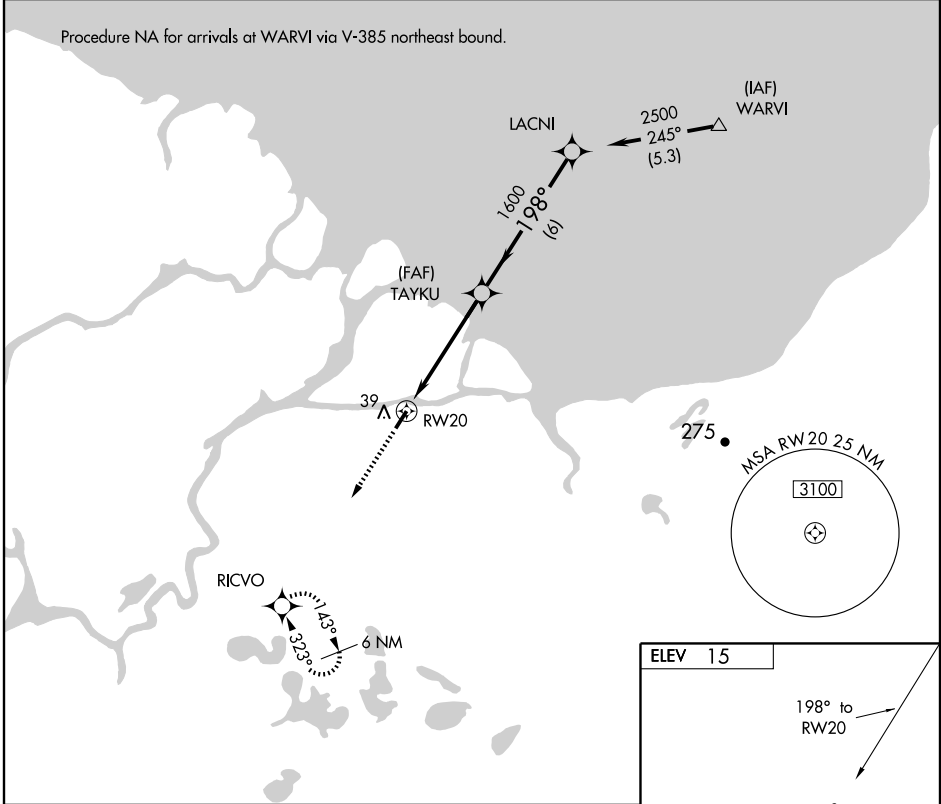 Procedure NA for arrivals at WARVI via V-385 northeast bound.
(IAF)
WARVI
2500
245°
(5.3)
LACNI
1600
198°
(6)
(FAF)
TAYKU
39
RW20
275
MSA RW20 25 NM
3100
RICVO
143°
323°
6 NM
ELEV 15
198° to
RW20